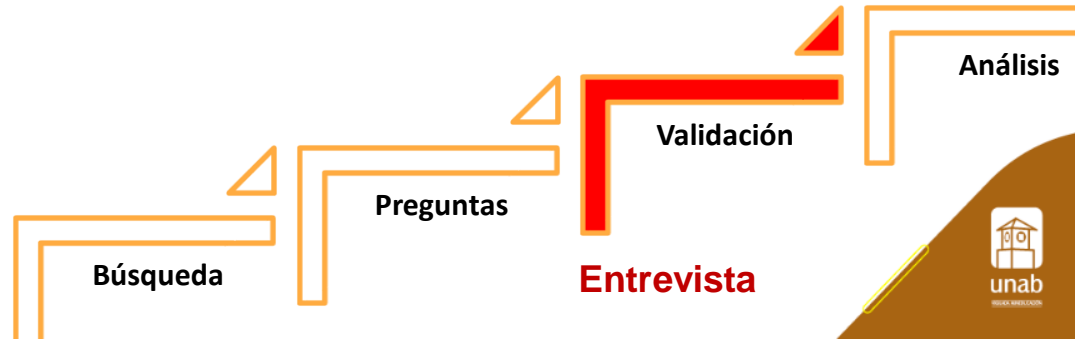 Análisis
Validación
Preguntas
Búsqueda
Entrevista
unab